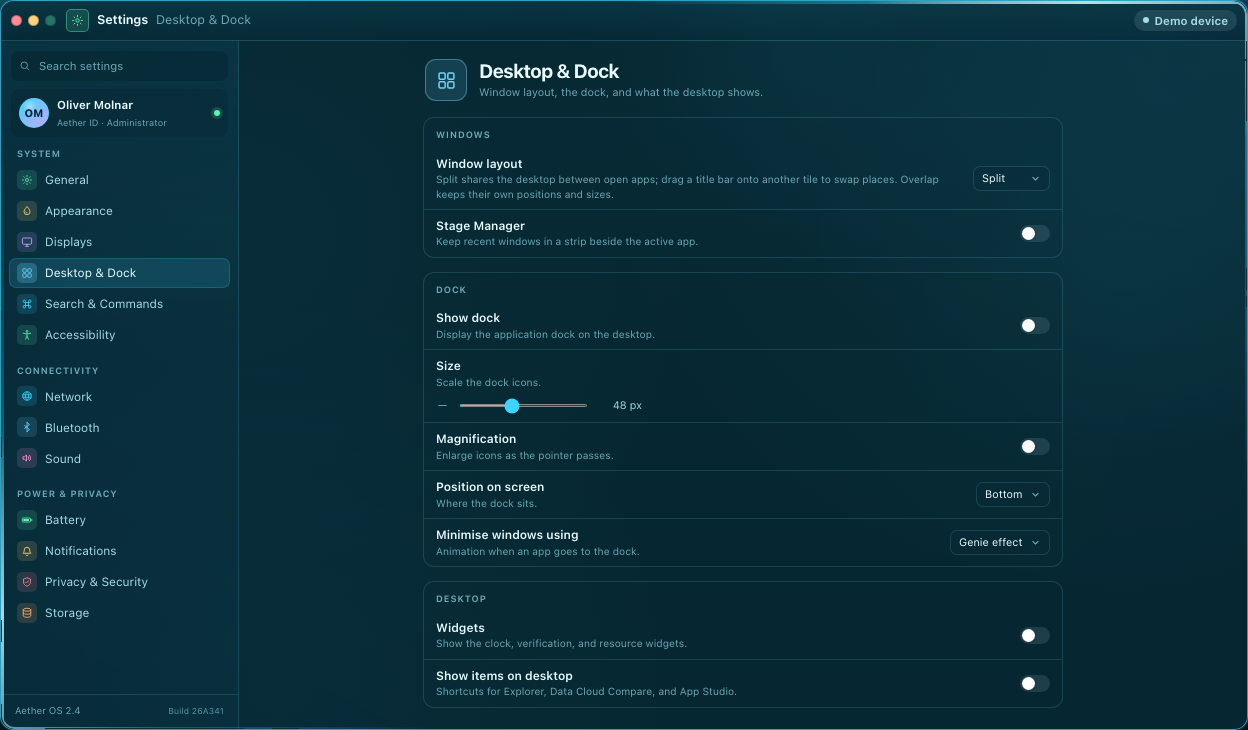 Settings Desktop & Dock
Demo device
Search settings
OM
Oliver Molnar
Aether ID · Administrator
SYSTEM
General
Appearance
Displays
Desktop & Dock
Search & Commands
Accessibility
CONNECTIVITY
Network
Bluetooth
Sound
POWER & PRIVACY
Battery
Notifications
Privacy & Security
Storage
Aether OS 2.4
Build 26A341
Desktop & Dock
Window layout, the dock, and what the desktop shows.
WINDOWS
Window layout
Split shares the desktop between open apps; drag a title bar onto another tile to swap places. Overlap
keeps their own positions and sizes.
Split
Stage Manager
Keep recent windows in a strip beside the active app.
DOCK
Show dock
Display the application dock on the desktop.
Size
Scale the dock icons.
48 px
Magnification
Enlarge icons as the pointer passes.
Position on screen
Where the dock sits.
Bottom
Minimise windows using
Animation when an app goes to the dock.
Genie effect
DESKTOP
Widgets
Show the clock, verification, and resource widgets.
Show items on desktop
Shortcuts for Explorer, Data Cloud Compare, and App Studio.